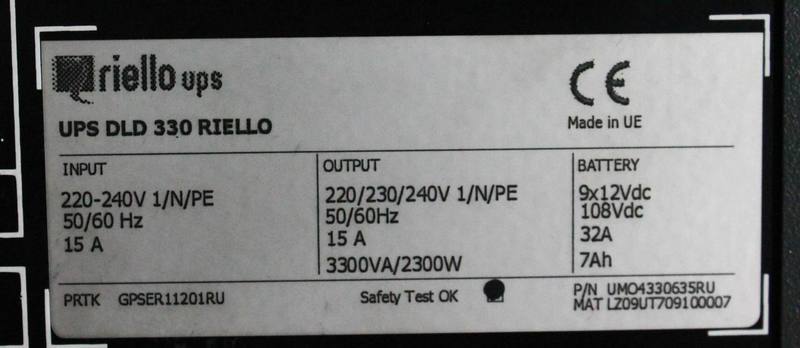 riello ups
CE
UPS DLD 330 RIELLO
Made in UE
INPUT
220-240V 1/N/PE
50/60 Hz
15 A
OUTPUT
220/230/240V 1/N/PE
50/60Hz
15 A
3300VA/2300W
BATTERY
9x12Vdc
108Vdc
32A
7Ah
PRTK GPSER11201RU
Safety Test OK
P/N UMO4330635RU
MAT LZ09UT709100007